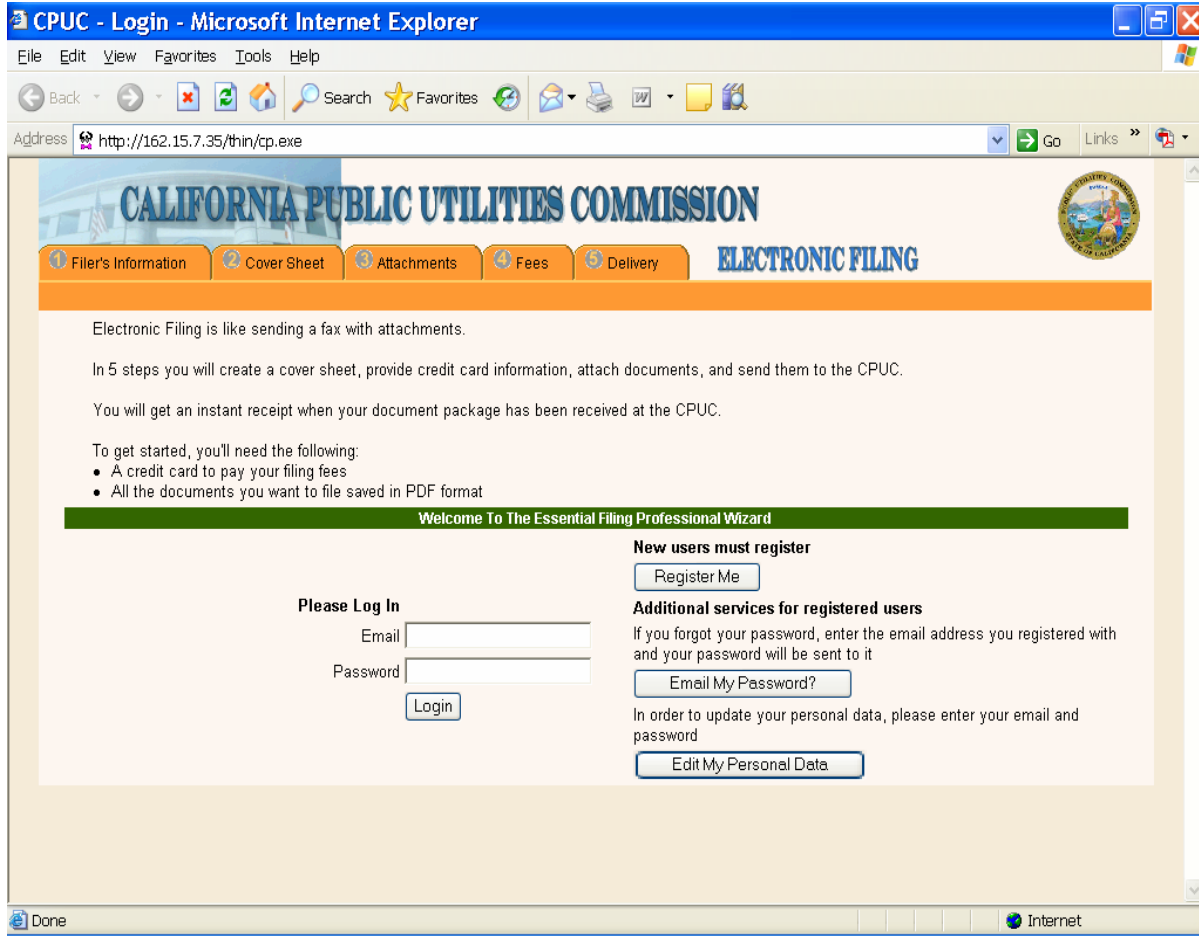 CPUC - Login - Microsoft Internet Explorer
File Edit View Favorites Tools Help
Back Search Favorites
Address http://162.15.7.35/thin/cp.exe Go Links »
CALIFORNIA PUBLIC UTILITIES COMMISSION
1 Filer's Information 2 Cover Sheet 3 Attachments 4 Fees 5 Delivery ELECTRONIC FILING
Electronic Filing is like sending a fax with attachments.
In 5 steps you will create a cover sheet, provide credit card information, attach documents, and send them to the CPUC.
You will get an instant receipt when your document package has been received at the CPUC.
To get started, you'll need the following:
• A credit card to pay your filing fees
• All the documents you want to file saved in PDF format
Welcome To The Essential Filing Professional Wizard
Please Log In
Email
Password
Login
New users must register
Register Me
Additional services for registered users
If you forgot your password, enter the email address you registered with
and your password will be sent to it
Email My Password?
In order to update your personal data, please enter your email and
password
Edit My Personal Data
Done Internet